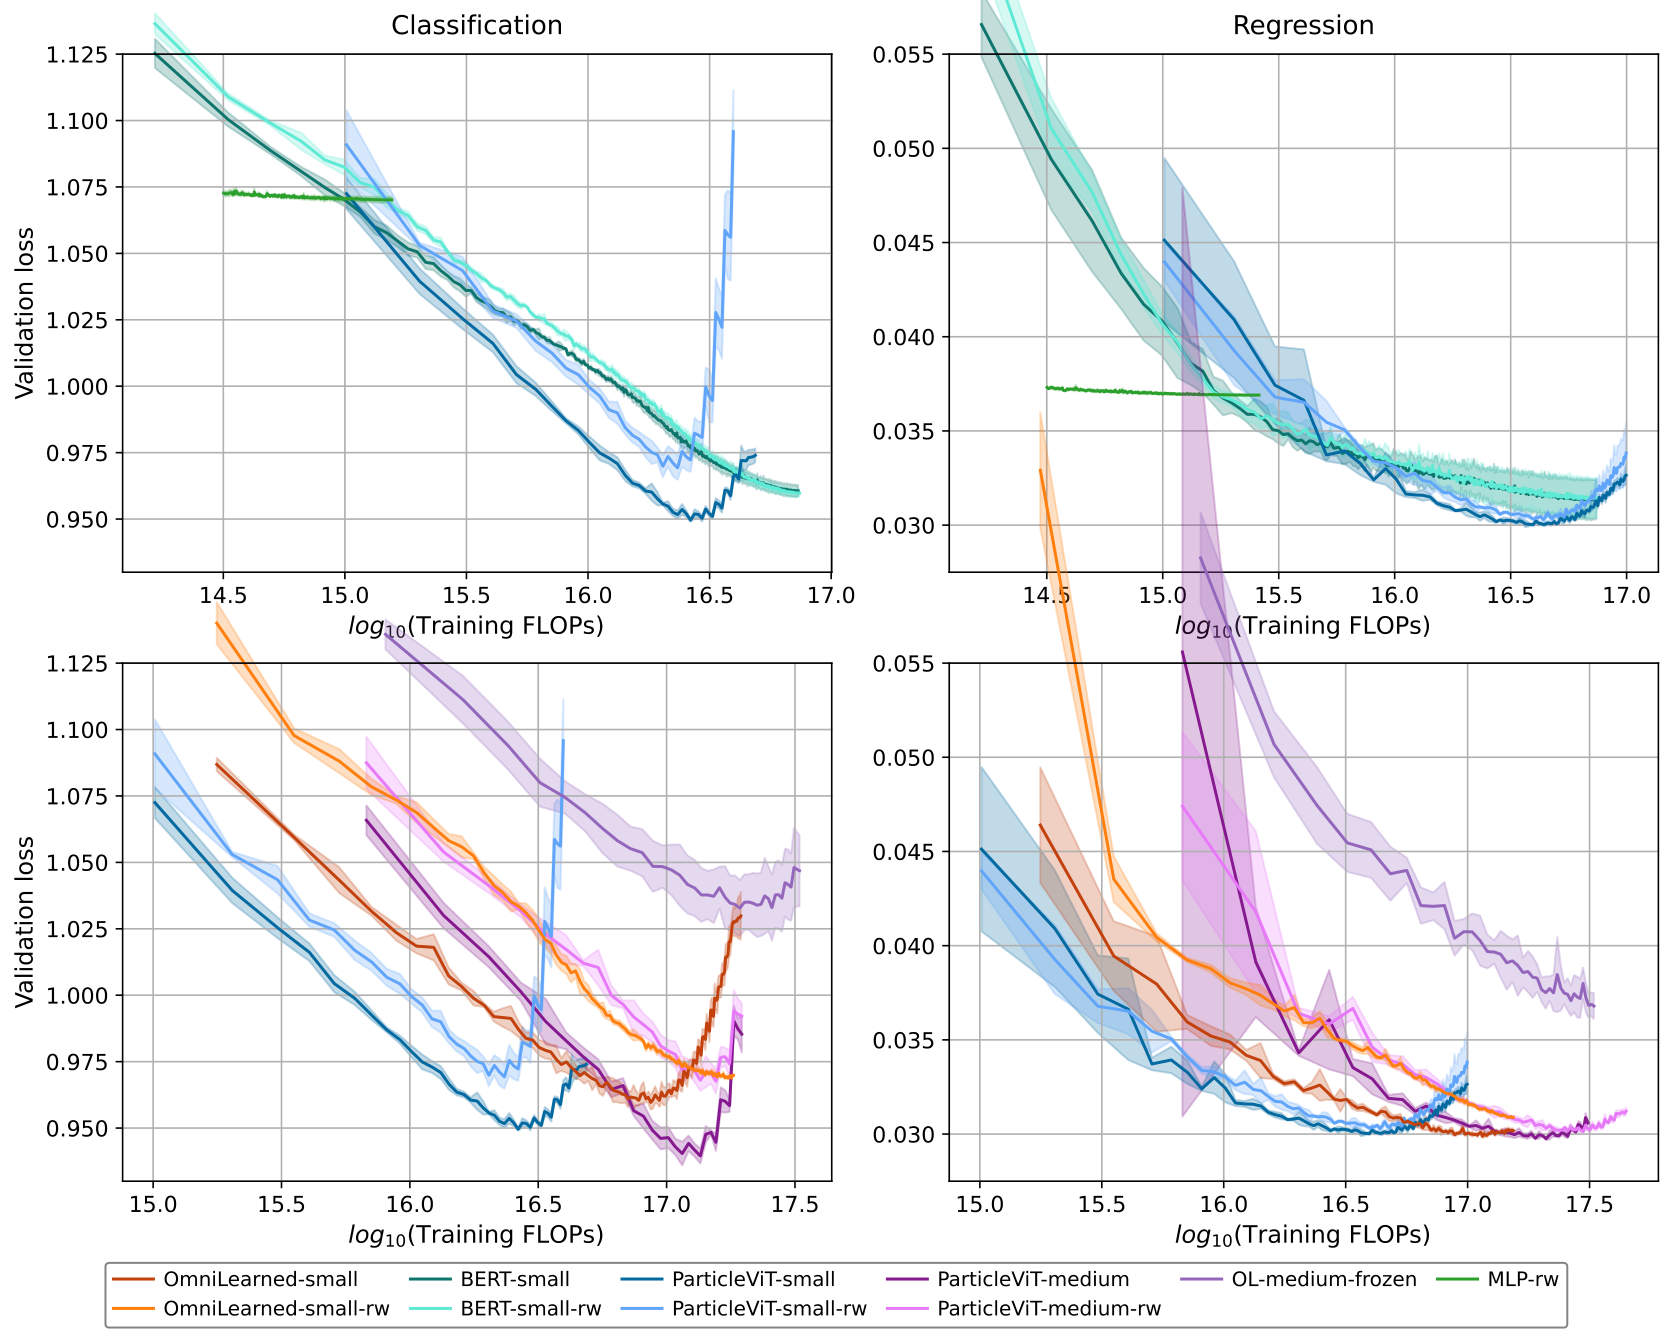 Classification
Regression
1.125
1.100
1.075
1.050
1.025
1.000
0.975
0.950
Validation loss
14.5 15.0 15.5 16.0 16.5 17.0
log10(Training FLOPs)
0.055
0.050
0.045
0.040
0.035
0.030
14.5 15.0 15.5 16.0 16.5 17.0
log10(Training FLOPs)
1.125
1.100
1.075
1.050
1.025
1.000
0.975
0.950
Validation loss
15.0 15.5 16.0 16.5 17.0 17.5
log10(Training FLOPs)
0.055
0.050
0.045
0.040
0.035
0.030
15.0 15.5 16.0 16.5 17.0 17.5
log10(Training FLOPs)
OmniLearned-small BERT-small ParticleViT-small ParticleViT-medium OL-medium-frozen MLP-rw
OmniLearned-small-rw BERT-small-rw ParticleViT-small-rw ParticleViT-medium-rw